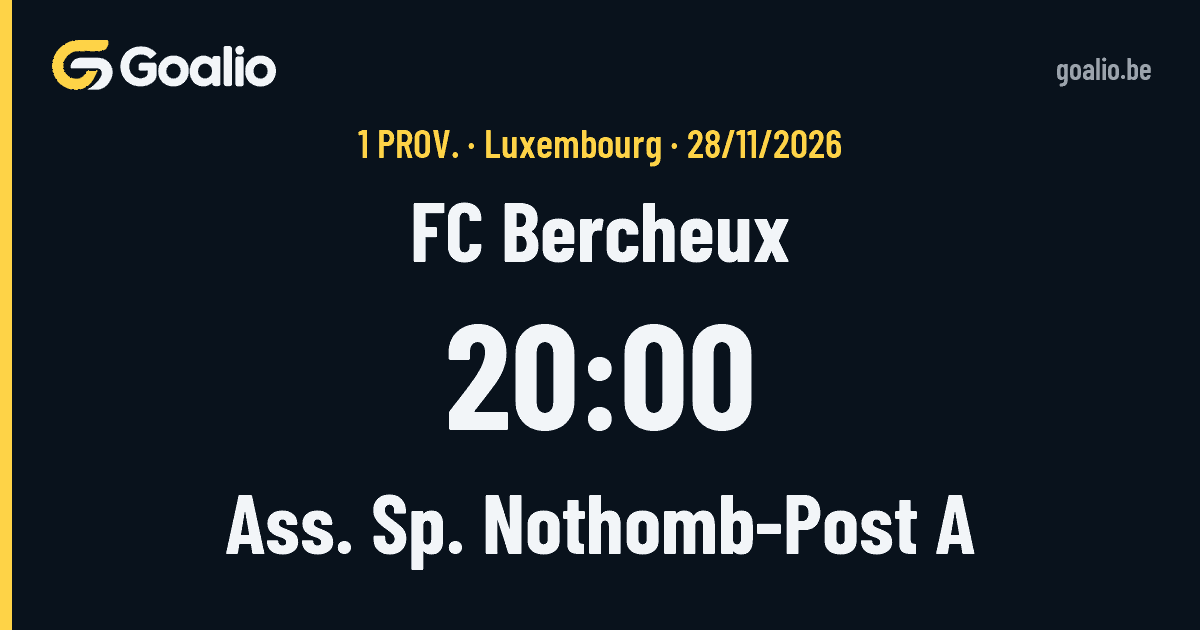 Goalio
goalio.be
1 PROV. · Luxembourg · 28/11/2026
FC Bercheux
20:00
Ass. Sp. Nothomb-Post A